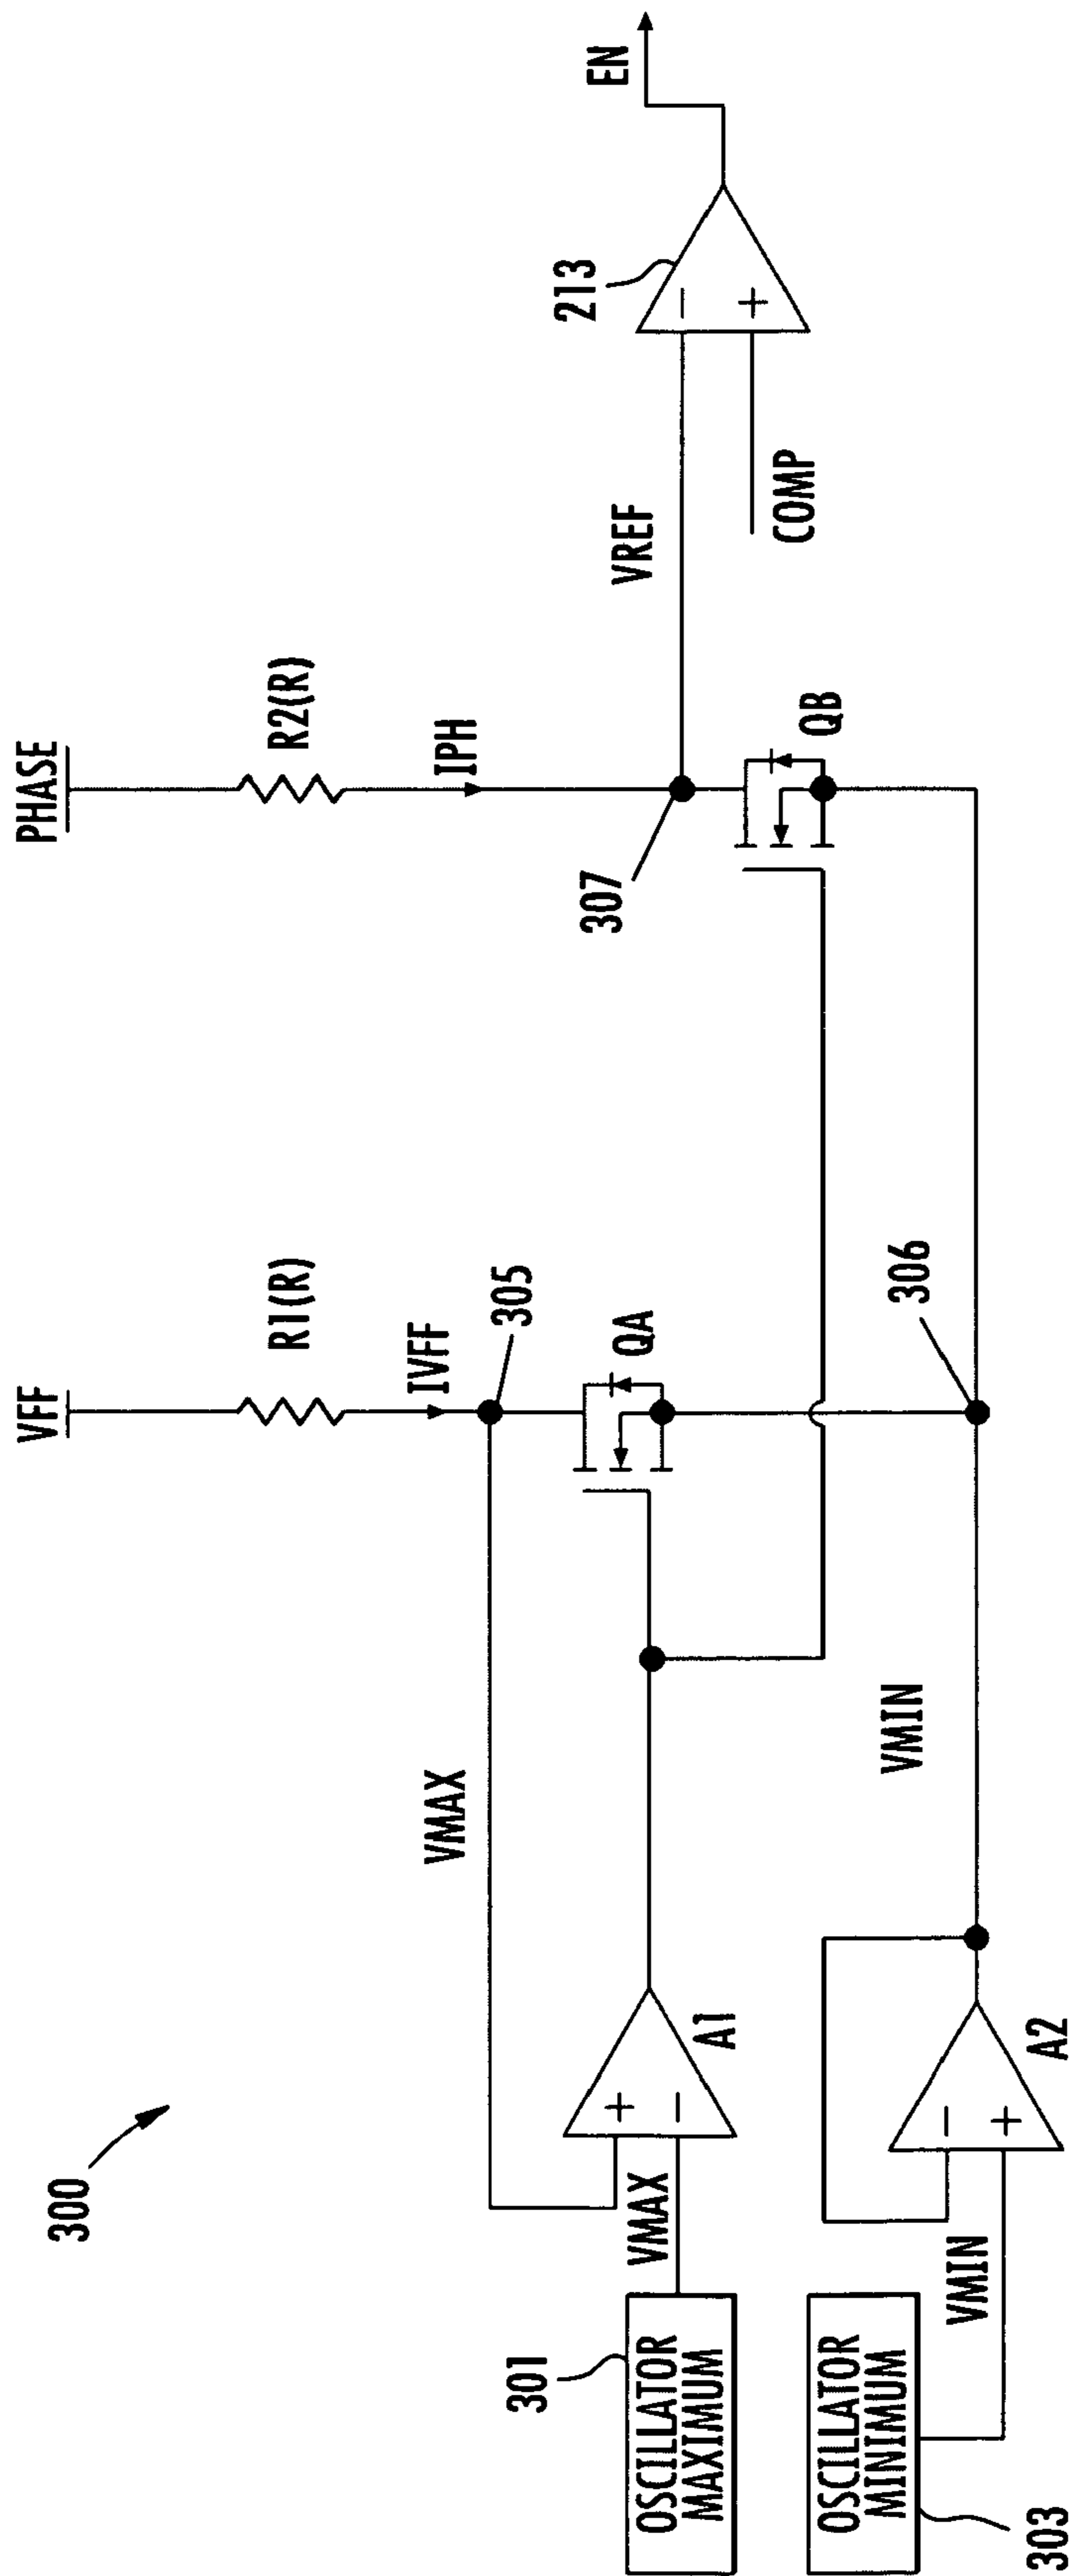 300
VFF
PHASE
R1(R)
R2(R)
IVFF
IPH
EN
VMAX
305
307
VREF
213
−
+
COMP
301
OSCILLATOR
MAXIMUM
VMAX
+
−
A1
QA
QB
303
OSCILLATOR
MINIMUM
VMIN
−
+
A2
VMIN
306